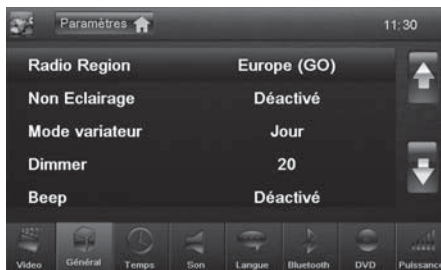 Paramètres 11:30
Radio Region Europe (GO)
Non Eclairage Déactivé
Mode variateur Jour
Dimmer 20
Beep Déactivé
Video Général Temps Son Langue Bluetooth DVD Puissance